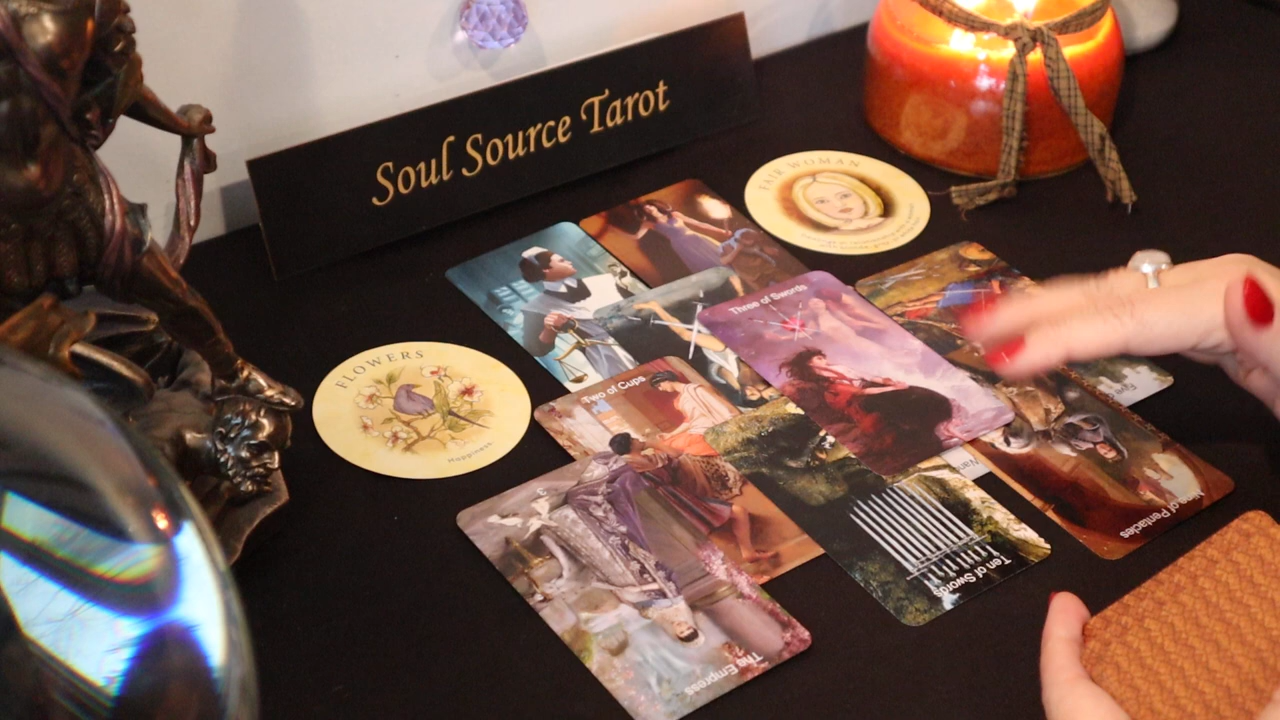 Soul Source Tarot
FAIR WOMAN
FLOWERS
Happiness
Three of Swords
Two of Cups
Ten of Swords
Nine of Pentacles
The Empress